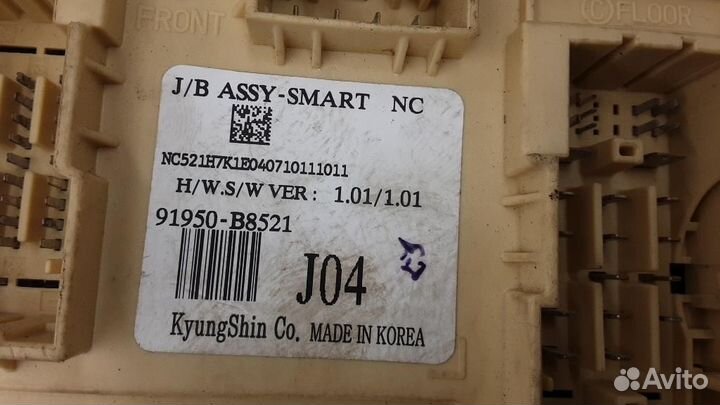 FRONT
©FLOOR
J/B ASSY-SMART NC
NC521H7K1E040710111011
H/W.S/W VER : 1.01/1.01
91950-B8521
J04
KyungShin Co. MADE IN KOREA
Avito